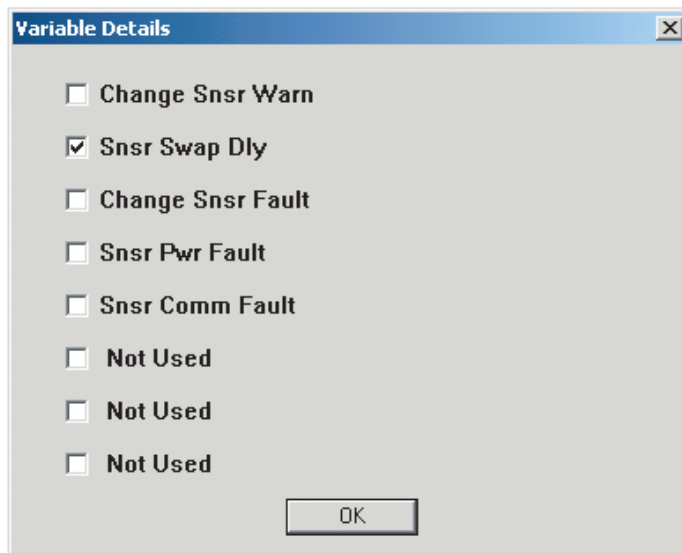 Variable Details
Change Snsr Warn
Snsr Swap Dly
Change Snsr Fault
Snsr Pwr Fault
Snsr Comm Fault
Not Used
Not Used
Not Used
OK